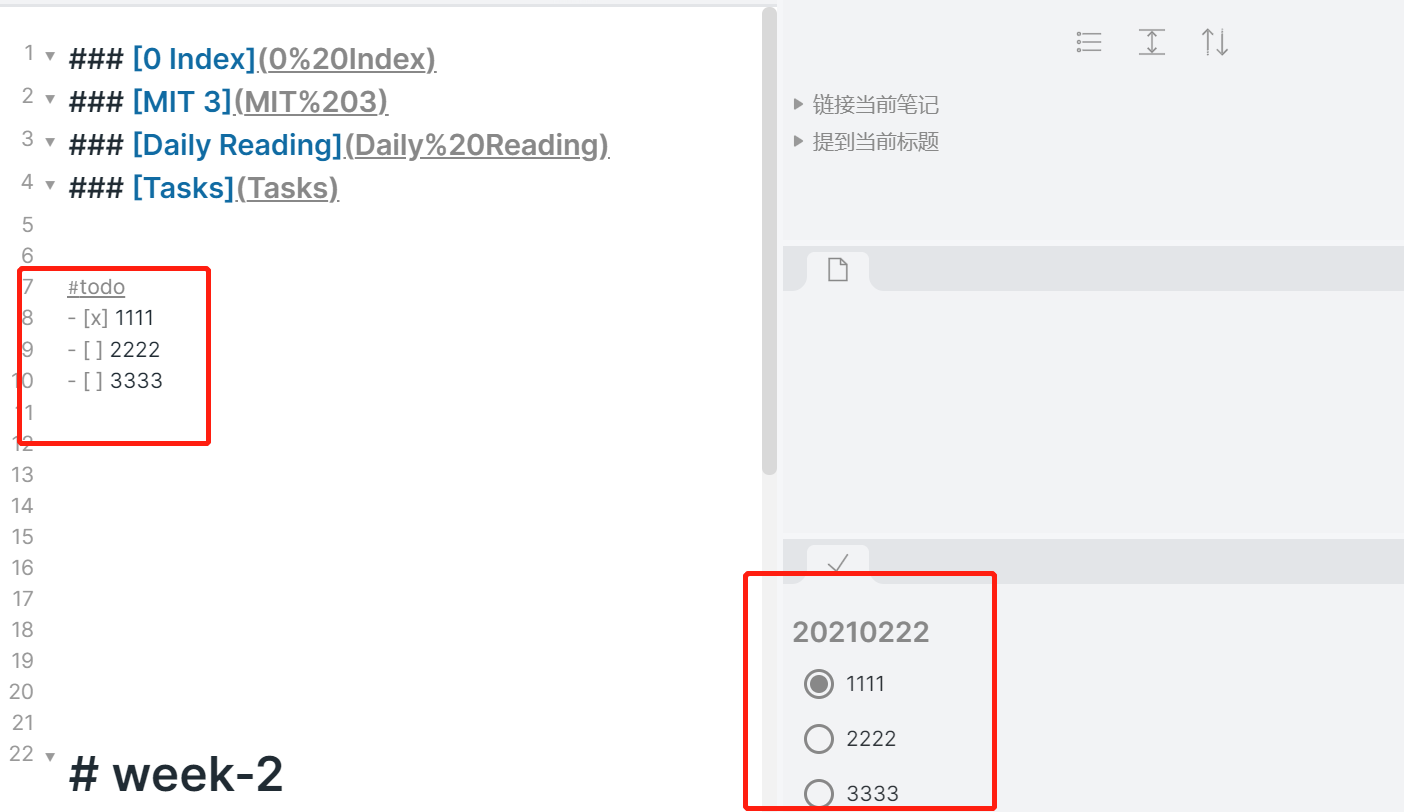 1 ### [0 Index](0%20Index)
2 ### [MIT 3](MIT%203)
3 ### [Daily Reading](Daily%20Reading)
4 ### [Tasks](Tasks)
5
6
7 #todo
8 - [x] 1111
9 - [ ] 2222
10 - [ ] 3333
11
12
13
14
15
16
17
18
19
20
21
22 # week-2
链接当前笔记
提到当前标题
20210222
1111
2222
3333